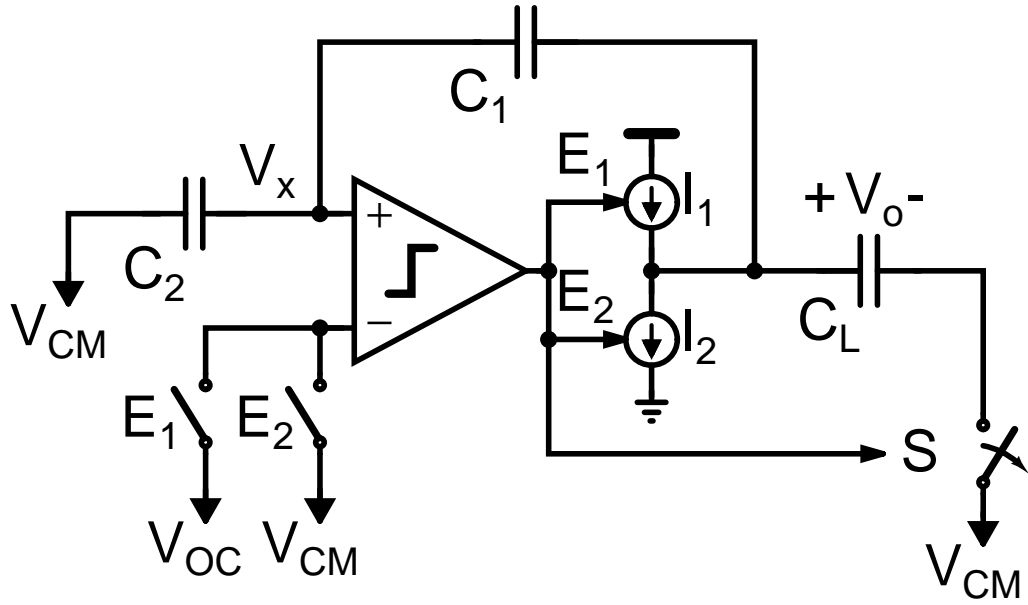 C1
Vx
E1
I1
+ Vo -
C2
+
E2
I2
CL
VCM
−
E1
E2
S
VOC
VCM
VCM